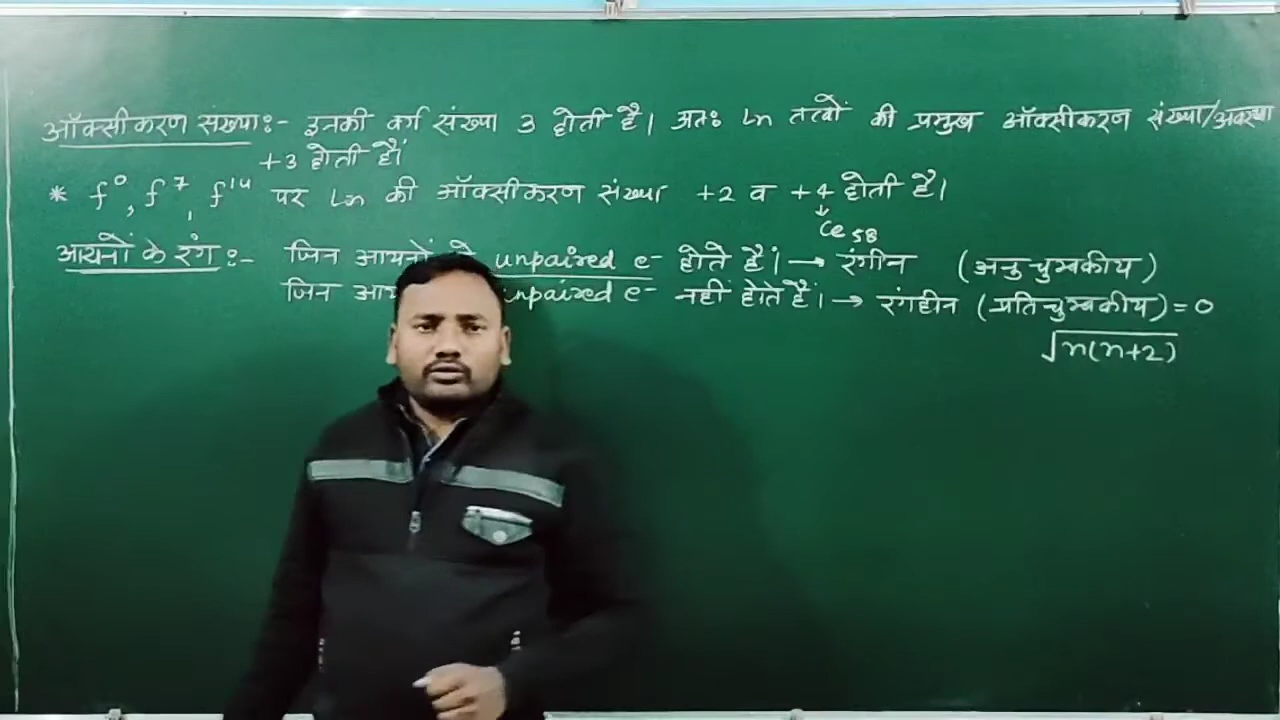 ऑक्सीकरण संख्याः- इनकी वर्ग संख्या 3 होती है। अतः Ln तत्वों की प्रमुख ऑक्सीकरण संख्या/अवस्था
+3 होती है।
* f⁰, f⁷, f¹⁴ पर Ln की ऑक्सीकरण संख्या +2 व +4 होती है।
↓
Ce₅₈
आयनों के रंगः- जिन आयनों unpaired e⁻ होते हैं। → रंगीन (अनुचुम्बकीय)
जिन unpaired e⁻ नहीं होते हैं। → रंगहीन (प्रतिचुम्बकीय) = 0
√n(n+2)